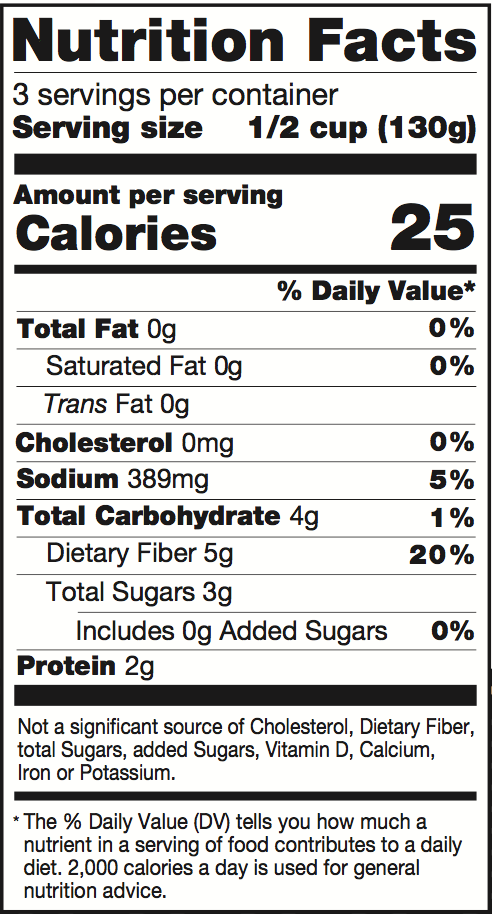 Nutrition Facts
3 servings per container
Serving size 1/2 cup (130g)
Amount per serving
Calories 25
% Daily Value*
Total Fat 0g 0%
Saturated Fat 0g 0%
Trans Fat 0g
Cholesterol 0mg 0%
Sodium 389mg 5%
Total Carbohydrate 4g 1%
Dietary Fiber 5g 20%
Total Sugars 3g
Includes 0g Added Sugars 0%
Protein 2g
Not a significant source of Cholesterol, Dietary Fiber,
total Sugars, added Sugars, Vitamin D, Calcium,
Iron or Potassium.
* The % Daily Value (DV) tells you how much a
nutrient in a serving of food contributes to a daily
diet. 2,000 calories a day is used for general
nutrition advice.